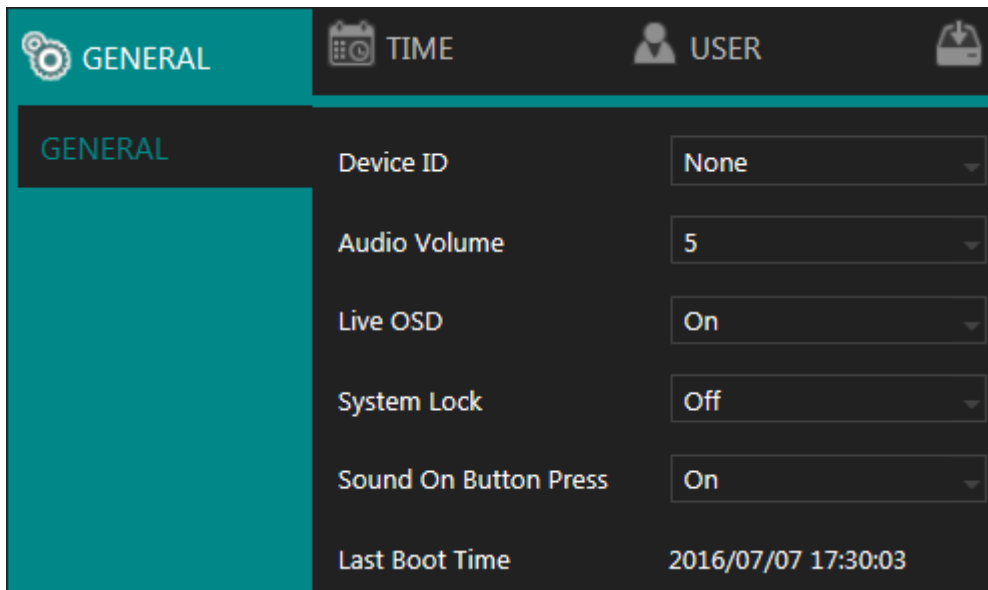 GENERAL TIME USER
GENERAL
Device ID None
Audio Volume 5
Live OSD On
System Lock Off
Sound On Button Press On
Last Boot Time 2016/07/07 17:30:03